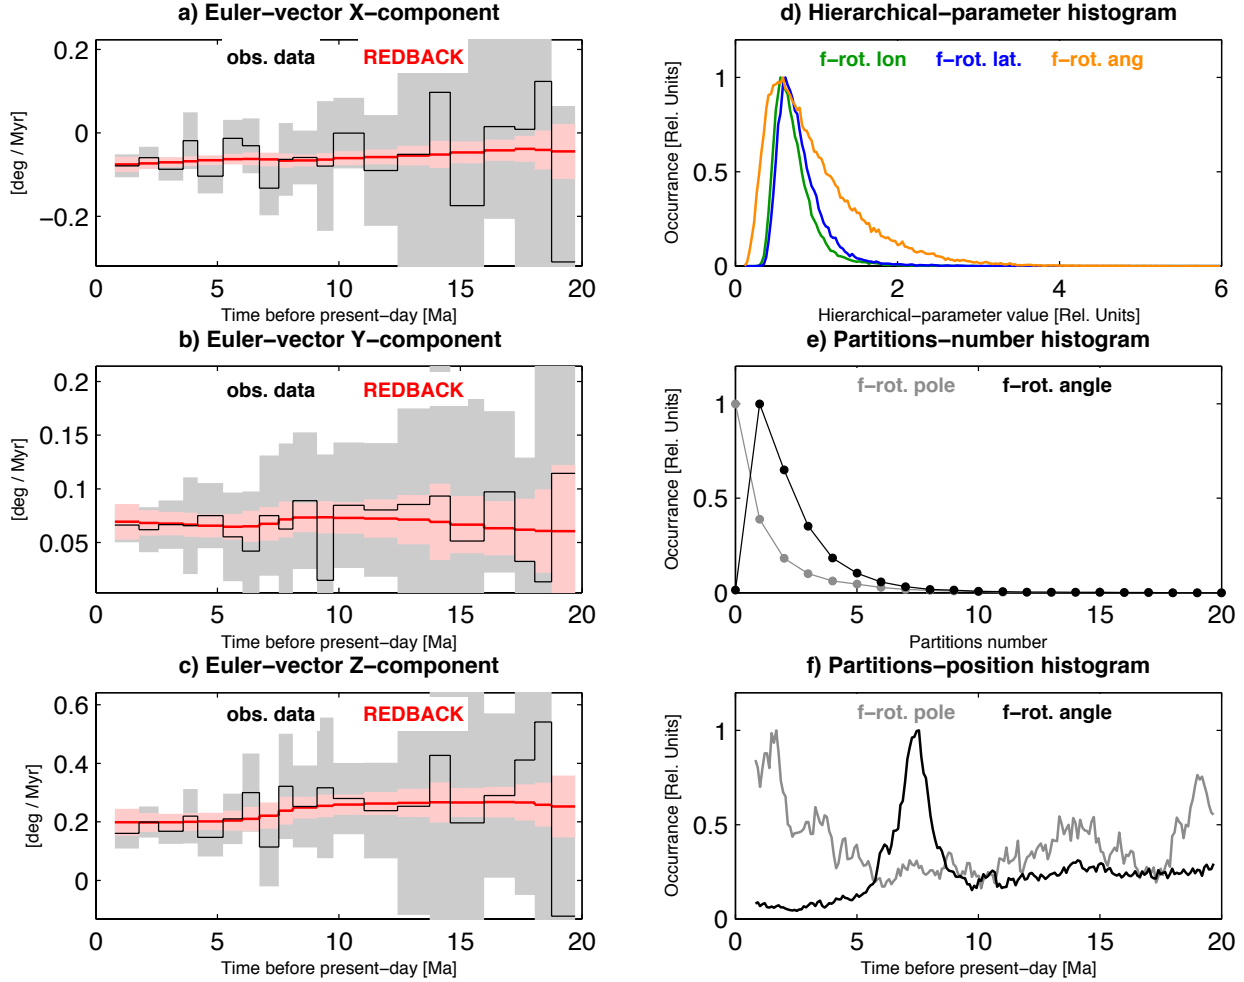 a) Euler−vector X−component
obs. data REDBACK
0.2
0
−0.2
[deg / Myr]
0 5 10 15 20
Time before present−day [Ma]
b) Euler−vector Y−component
obs. data REDBACK
0.2
0.15
0.1
0.05
[deg / Myr]
0 5 10 15 20
Time before present−day [Ma]
c) Euler−vector Z−component
obs. data REDBACK
0.6
0.4
0.2
0
[deg / Myr]
0 5 10 15 20
Time before present−day [Ma]
d) Hierarchical−parameter histogram
f−rot. lon f−rot. lat. f−rot. ang
1
0.5
0
Occurrance [Rel. Units]
0 2 4 6
Hierarchical−parameter value [Rel. Units]
e) Partitions−number histogram
f−rot. pole f−rot. angle
1
0.5
0
Occurrance [Rel. Units]
0 5 10 15 20
Partitions number
f) Partitions−position histogram
f−rot. pole f−rot. angle
1
0.5
0
Occurrance [Rel. Units]
0 5 10 15 20
Time before present−day [Ma]